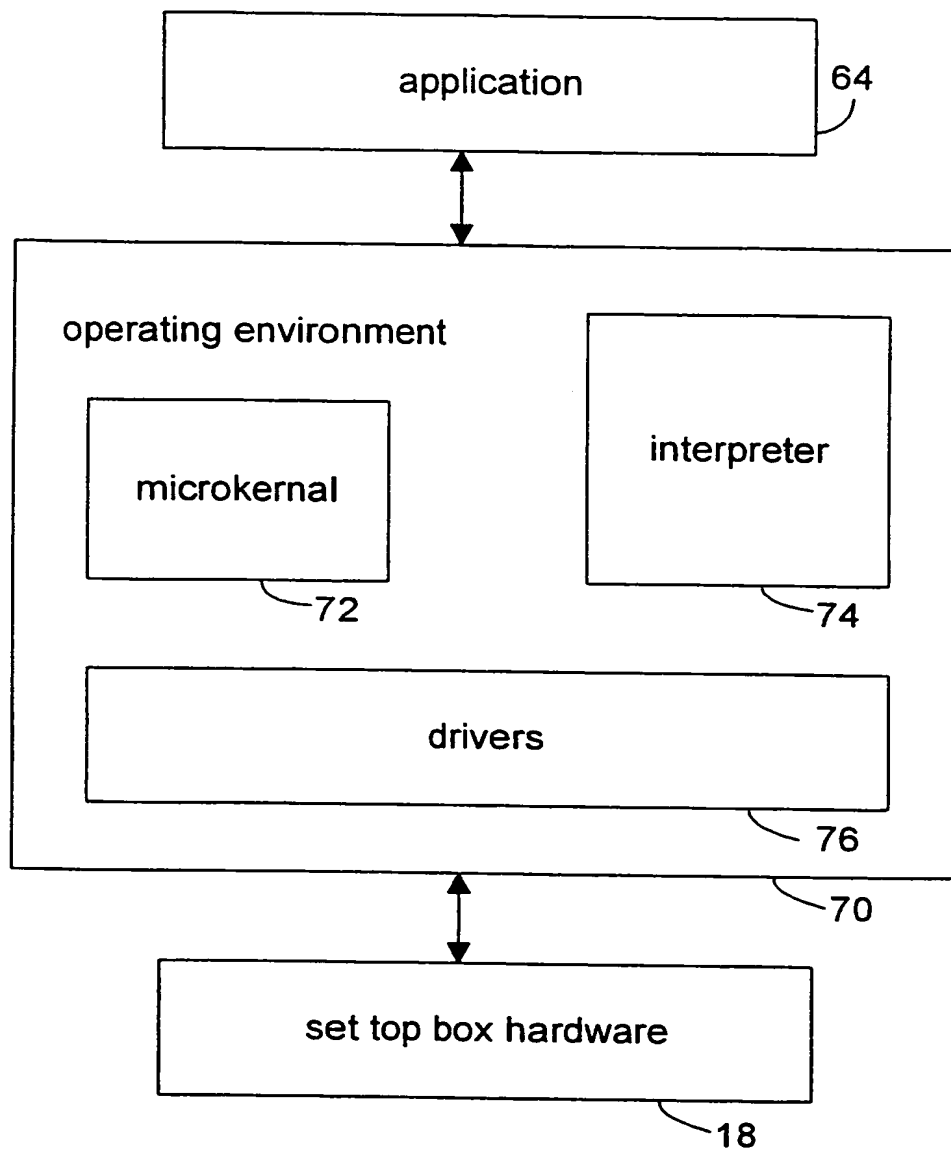 application
64
operating environment
interpreter
microkernal
72
74
drivers
76
70
set top box hardware
18